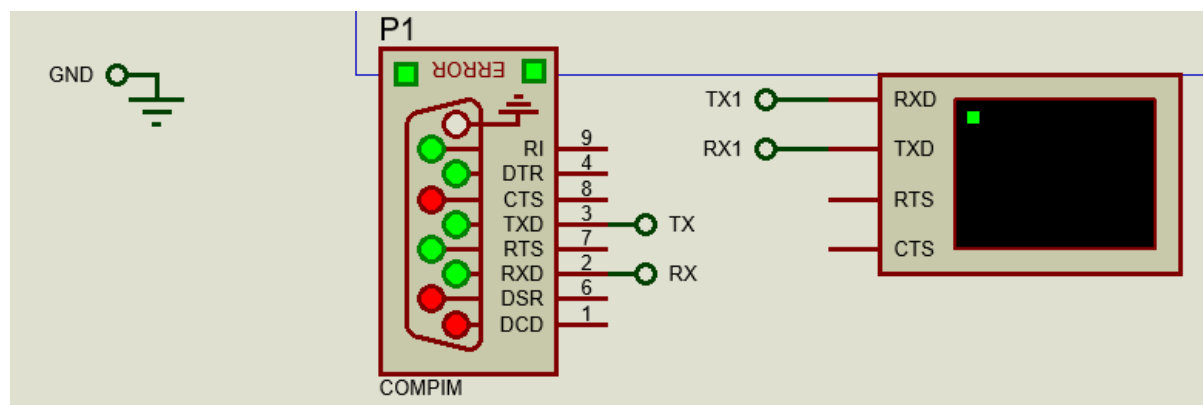 GND
P1
ERROR
RI 9
DTR 4
CTS 8
TXD 3 TX
RTS 7
RXD 2 RX
DSR 6
DCD 1
COMPIM
TX1 RXD
RX1 TXD
RTS
CTS